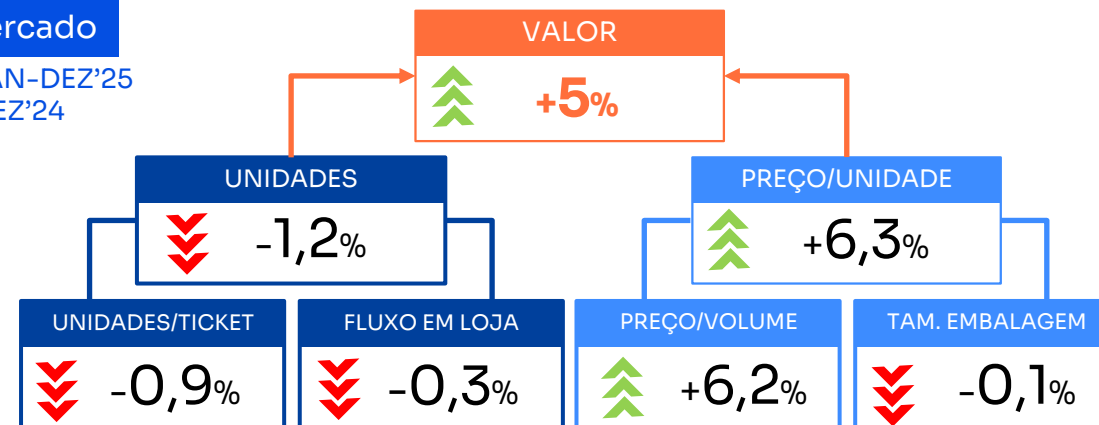 ercado
AN-DEZ'25
EZ'24
VALOR
+5%
UNIDADES
-1,2%
PREÇO/UNIDADE
+6,3%
UNIDADES/TICKET
-0,9%
FLUXO EM LOJA
-0,3%
PREÇO/VOLUME
+6,2%
TAM. EMBALAGEM
-0,1%